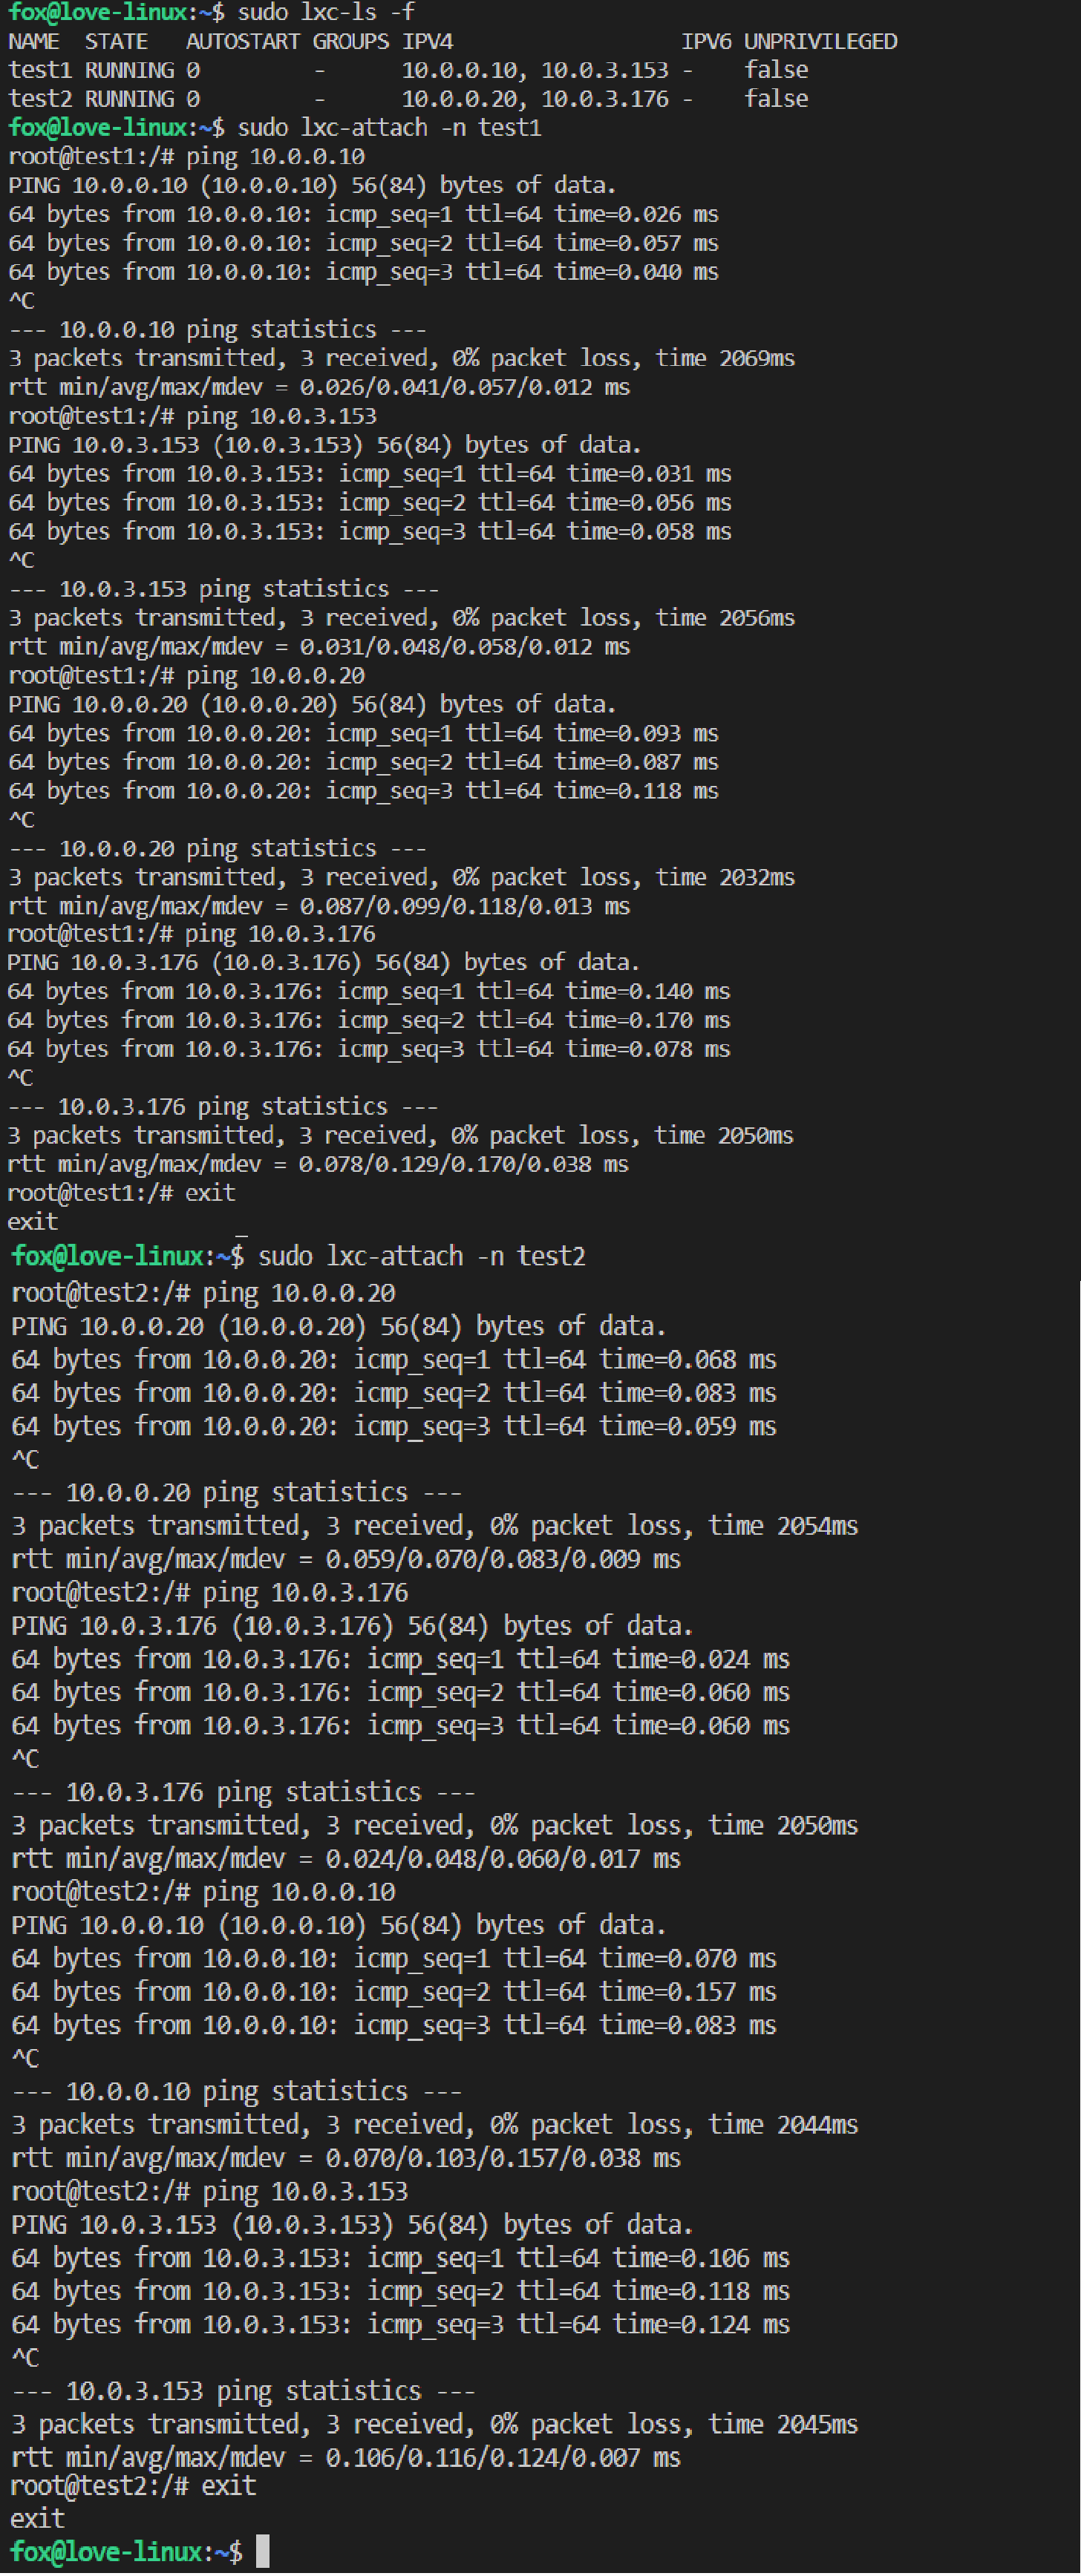 fox@love-linux:~$ sudo lxc-ls -f
NAME  STATE   AUTOSTART GROUPS IPV4                  IPV6 UNPRIVILEGED
test1 RUNNING 0         -      10.0.0.10, 10.0.3.153 -    false
test2 RUNNING 0         -      10.0.0.20, 10.0.3.176 -    false
fox@love-linux:~$ sudo lxc-attach -n test1
root@test1:/# ping 10.0.0.10
PING 10.0.0.10 (10.0.0.10) 56(84) bytes of data.
64 bytes from 10.0.0.10: icmp_seq=1 ttl=64 time=0.026 ms
64 bytes from 10.0.0.10: icmp_seq=2 ttl=64 time=0.057 ms
64 bytes from 10.0.0.10: icmp_seq=3 ttl=64 time=0.040 ms
^C
--- 10.0.0.10 ping statistics ---
3 packets transmitted, 3 received, 0% packet loss, time 2069ms
rtt min/avg/max/mdev = 0.026/0.041/0.057/0.012 ms
root@test1:/# ping 10.0.3.153
PING 10.0.3.153 (10.0.3.153) 56(84) bytes of data.
64 bytes from 10.0.3.153: icmp_seq=1 ttl=64 time=0.031 ms
64 bytes from 10.0.3.153: icmp_seq=2 ttl=64 time=0.056 ms
64 bytes from 10.0.3.153: icmp_seq=3 ttl=64 time=0.058 ms
^C
--- 10.0.3.153 ping statistics ---
3 packets transmitted, 3 received, 0% packet loss, time 2056ms
rtt min/avg/max/mdev = 0.031/0.048/0.058/0.012 ms
root@test1:/# ping 10.0.0.20
PING 10.0.0.20 (10.0.0.20) 56(84) bytes of data.
64 bytes from 10.0.0.20: icmp_seq=1 ttl=64 time=0.093 ms
64 bytes from 10.0.0.20: icmp_seq=2 ttl=64 time=0.087 ms
64 bytes from 10.0.0.20: icmp_seq=3 ttl=64 time=0.118 ms
^C
--- 10.0.0.20 ping statistics ---
3 packets transmitted, 3 received, 0% packet loss, time 2032ms
rtt min/avg/max/mdev = 0.087/0.099/0.118/0.013 ms
root@test1:/# ping 10.0.3.176
PING 10.0.3.176 (10.0.3.176) 56(84) bytes of data.
64 bytes from 10.0.3.176: icmp_seq=1 ttl=64 time=0.140 ms
64 bytes from 10.0.3.176: icmp_seq=2 ttl=64 time=0.170 ms
64 bytes from 10.0.3.176: icmp_seq=3 ttl=64 time=0.078 ms
^C
--- 10.0.3.176 ping statistics ---
3 packets transmitted, 3 received, 0% packet loss, time 2050ms
rtt min/avg/max/mdev = 0.078/0.129/0.170/0.038 ms
root@test1:/# exit
exit
fox@love-linux:~$ sudo lxc-attach -n test2
root@test2:/# ping 10.0.0.20
PING 10.0.0.20 (10.0.0.20) 56(84) bytes of data.
64 bytes from 10.0.0.20: icmp_seq=1 ttl=64 time=0.068 ms
64 bytes from 10.0.0.20: icmp_seq=2 ttl=64 time=0.083 ms
64 bytes from 10.0.0.20: icmp_seq=3 ttl=64 time=0.059 ms
^C
--- 10.0.0.20 ping statistics ---
3 packets transmitted, 3 received, 0% packet loss, time 2054ms
rtt min/avg/max/mdev = 0.059/0.070/0.083/0.009 ms
root@test2:/# ping 10.0.3.176
PING 10.0.3.176 (10.0.3.176) 56(84) bytes of data.
64 bytes from 10.0.3.176: icmp_seq=1 ttl=64 time=0.024 ms
64 bytes from 10.0.3.176: icmp_seq=2 ttl=64 time=0.060 ms
64 bytes from 10.0.3.176: icmp_seq=3 ttl=64 time=0.060 ms
^C
--- 10.0.3.176 ping statistics ---
3 packets transmitted, 3 received, 0% packet loss, time 2050ms
rtt min/avg/max/mdev = 0.024/0.048/0.060/0.017 ms
root@test2:/# ping 10.0.0.10
PING 10.0.0.10 (10.0.0.10) 56(84) bytes of data.
64 bytes from 10.0.0.10: icmp_seq=1 ttl=64 time=0.070 ms
64 bytes from 10.0.0.10: icmp_seq=2 ttl=64 time=0.157 ms
64 bytes from 10.0.0.10: icmp_seq=3 ttl=64 time=0.083 ms
^C
--- 10.0.0.10 ping statistics ---
3 packets transmitted, 3 received, 0% packet loss, time 2044ms
rtt min/avg/max/mdev = 0.070/0.103/0.157/0.038 ms
root@test2:/# ping 10.0.3.153
PING 10.0.3.153 (10.0.3.153) 56(84) bytes of data.
64 bytes from 10.0.3.153: icmp_seq=1 ttl=64 time=0.106 ms
64 bytes from 10.0.3.153: icmp_seq=2 ttl=64 time=0.118 ms
64 bytes from 10.0.3.153: icmp_seq=3 ttl=64 time=0.124 ms
^C
--- 10.0.3.153 ping statistics ---
3 packets transmitted, 3 received, 0% packet loss, time 2045ms
rtt min/avg/max/mdev = 0.106/0.116/0.124/0.007 ms
root@test2:/# exit
exit
fox@love-linux:~$